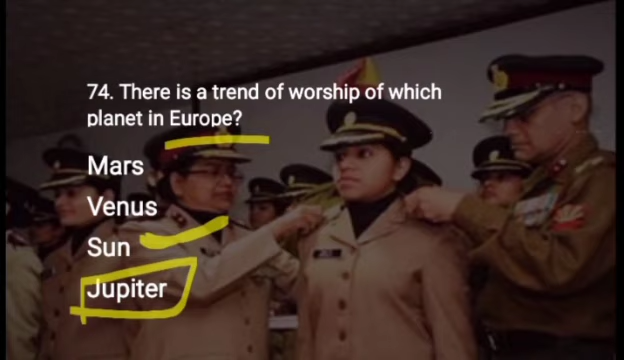 74. There is a trend of worship of which
planet in Europe?
Mars
Venus
Sun
Jupiter